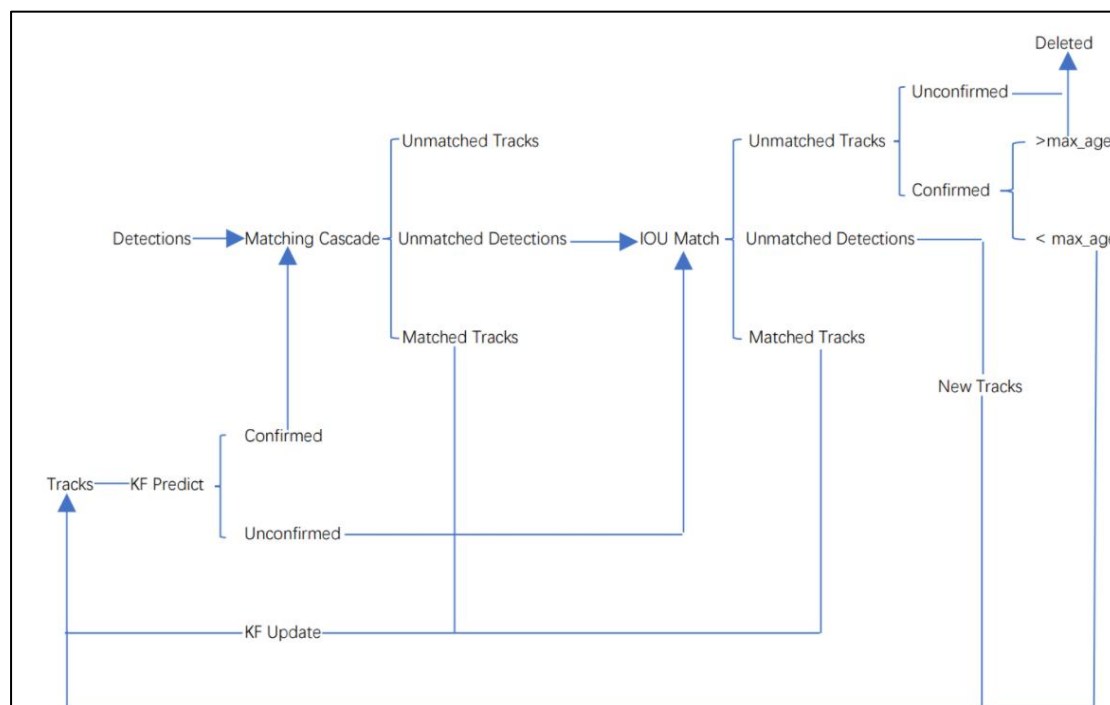 Deleted
Unconfirmed
Unmatched Tracks
Unmatched Tracks
>max_age
Confirmed
Detections
Matching Cascade
Unmatched Detections
IOU Match
Unmatched Detections
< max_age
Matched Tracks
Matched Tracks
New Tracks
Confirmed
Tracks
KF Predict
Unconfirmed
KF Update